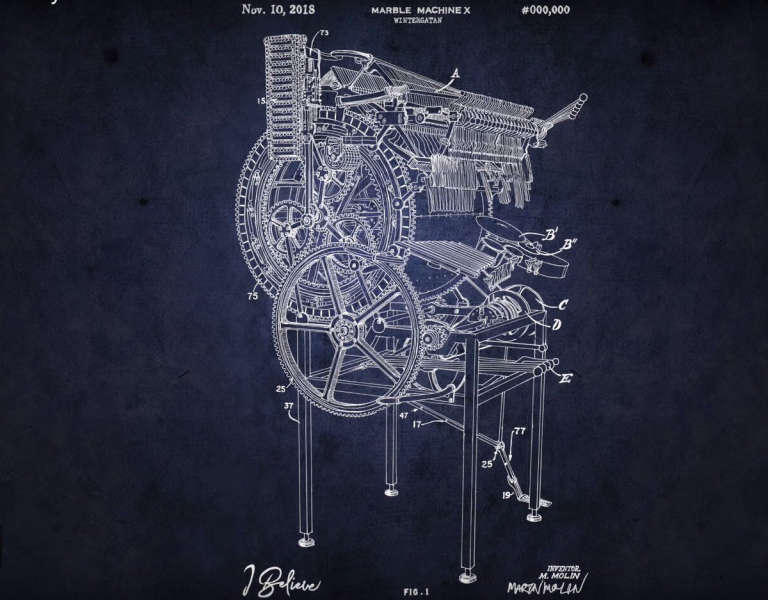 Nov. 10, 2018
MARBLE MACHINE X
WINTERGATAN
#000,000
73
A
15
B'
B"
75
C
D
E
25
37
47
17
77
25
19
I Believe
FIG. 1
INVENTOR.
M. MOLIN
MARTIN MOLIN